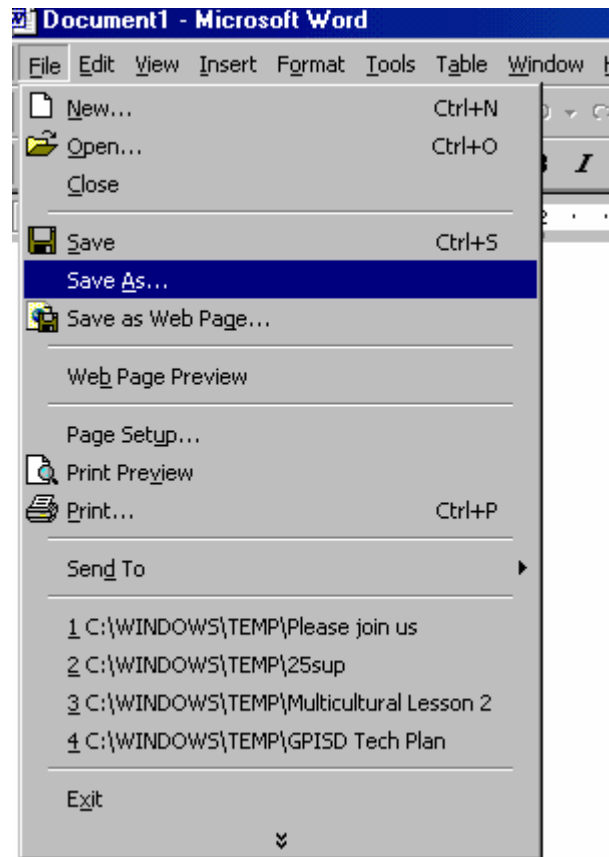 Document1 - Microsoft Word
File Edit View Insert Format Tools Table Window
New... Ctrl+N
Open... Ctrl+O
Close
Save Ctrl+S
Save As...
Save as Web Page...
Web Page Preview
Page Setup...
Print Preview
Print... Ctrl+P
Send To
1 C:\WINDOWS\TEMP\Please join us
2 C:\WINDOWS\TEMP\25sup
3 C:\WINDOWS\TEMP\Multicultural Lesson 2
4 C:\WINDOWS\TEMP\GPISD Tech Plan
Exit